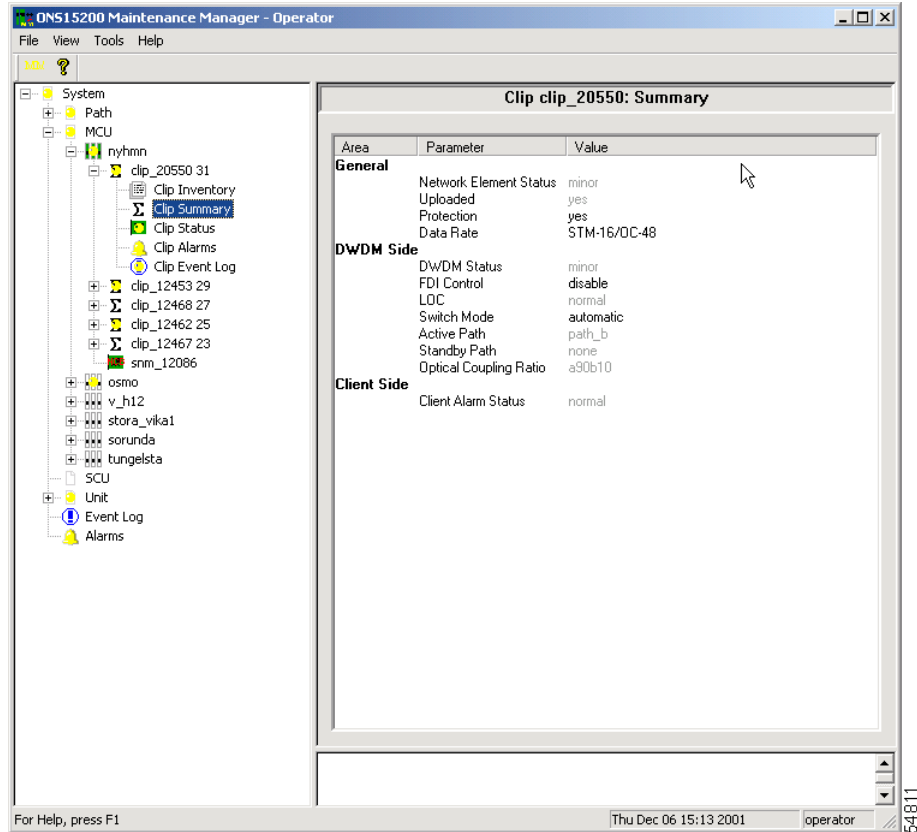 ONS15200 Maintenance Manager - Operator
File View Tools Help
System
Path
MCU
nyhmn
clip_20550 31
Clip Inventory
Clip Summary
Clip Status
Clip Alarms
Clip Event Log
clip_12453 29
clip_12468 27
clip_12462 25
clip_12467 23
snm_12086
osmo
v_h12
stora_vika1
sorunda
tungelsta
SCU
Unit
Event Log
Alarms
Clip clip_20550: Summary
Area Parameter Value
General
Network Element Status minor
Uploaded yes
Protection yes
Data Rate STM-16/OC-48
DWDM Side
DWDM Status minor
FDI Control disable
LOC normal
Switch Mode automatic
Active Path path_b
Standby Path none
Optical Coupling Ratio a90b10
Client Side
Client Alarm Status normal
For Help, press F1
Thu Dec 06 15:13 2001
operator
54811